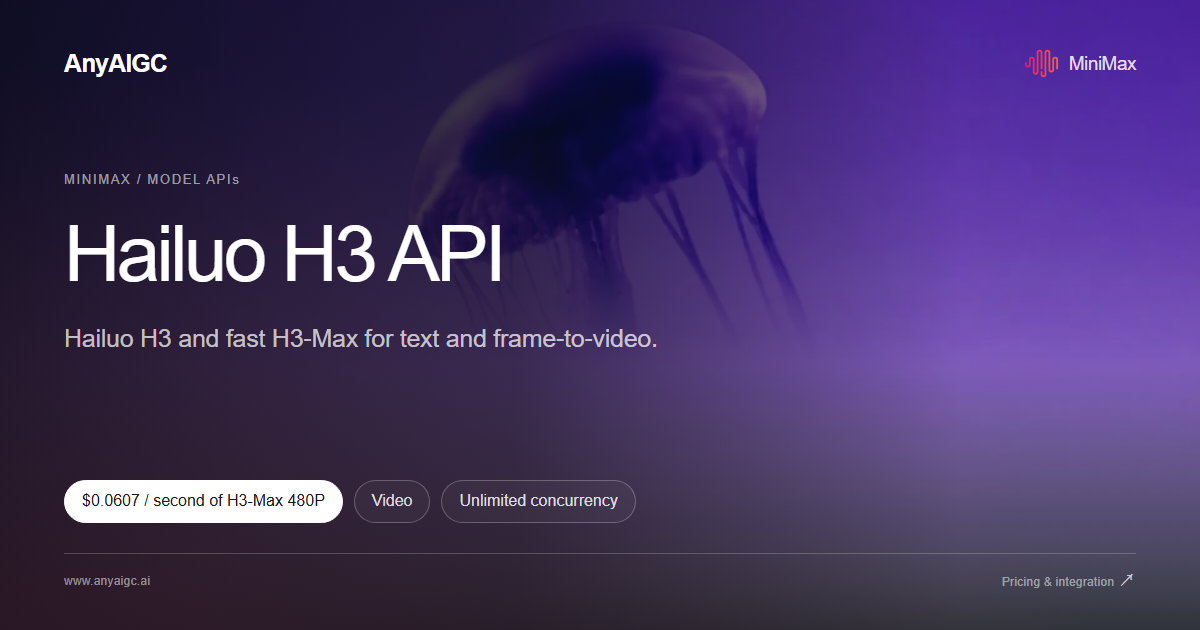 AnyAIGC
MiniMax
MINIMAX / MODEL APIs
Hailuo H3 API
Hailuo H3 and fast H3-Max for text and frame-to-video.
$0.0607 / second of H3-Max 480P
Video
Unlimited concurrency
www.anyaigc.ai
Pricing & integration